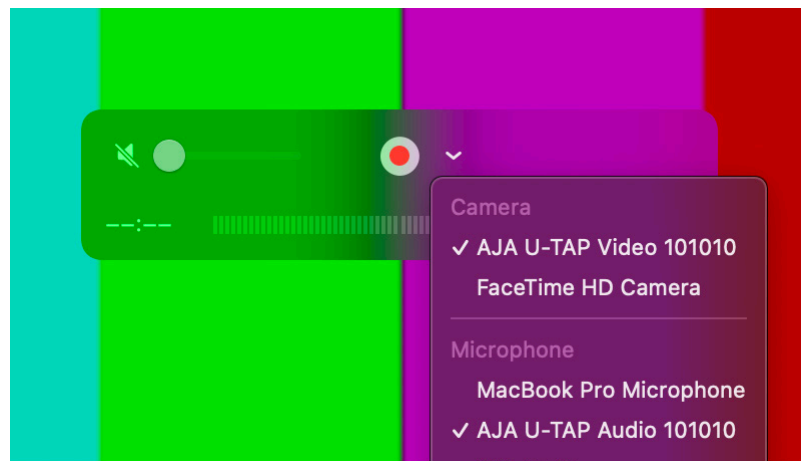 --:--
Camera
✓ AJA U-TAP Video 101010
FaceTime HD Camera
Microphone
MacBook Pro Microphone
✓ AJA U-TAP Audio 101010